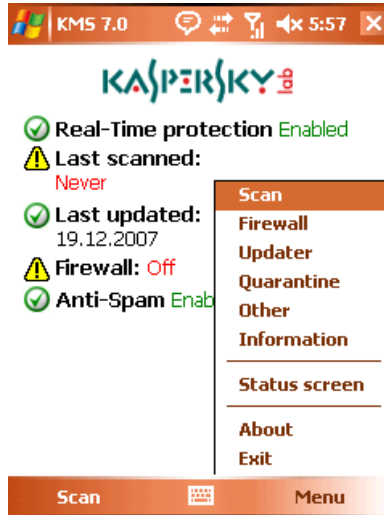 KMS 7.0 5:57
KASPERSKY lab
Real-Time protection Enabled
Last scanned:
Never
Last updated:
19.12.2007
Firewall: Off
Anti-Spam Enab
Scan
Firewall
Updater
Quarantine
Other
Information
Status screen
About
Exit
Scan Menu